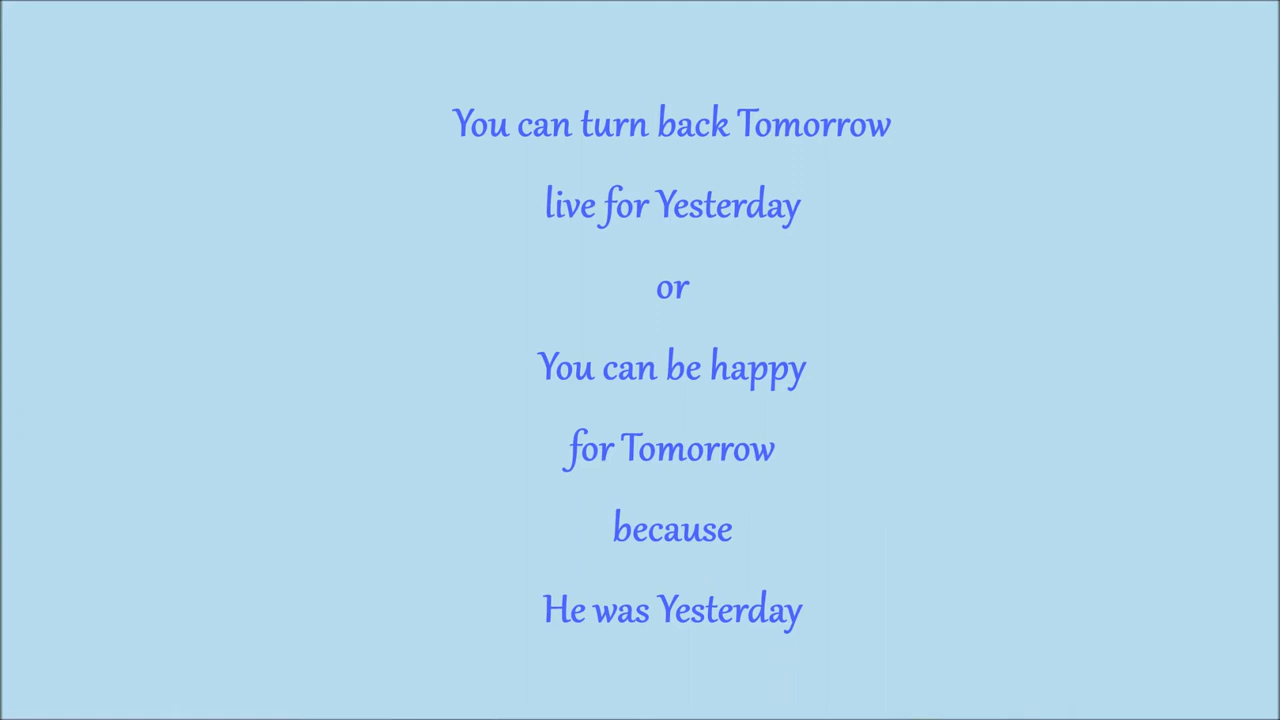 You can turn back Tomorrow
live for Yesterday
or
You can be happy
for Tomorrow
because
He was Yesterday